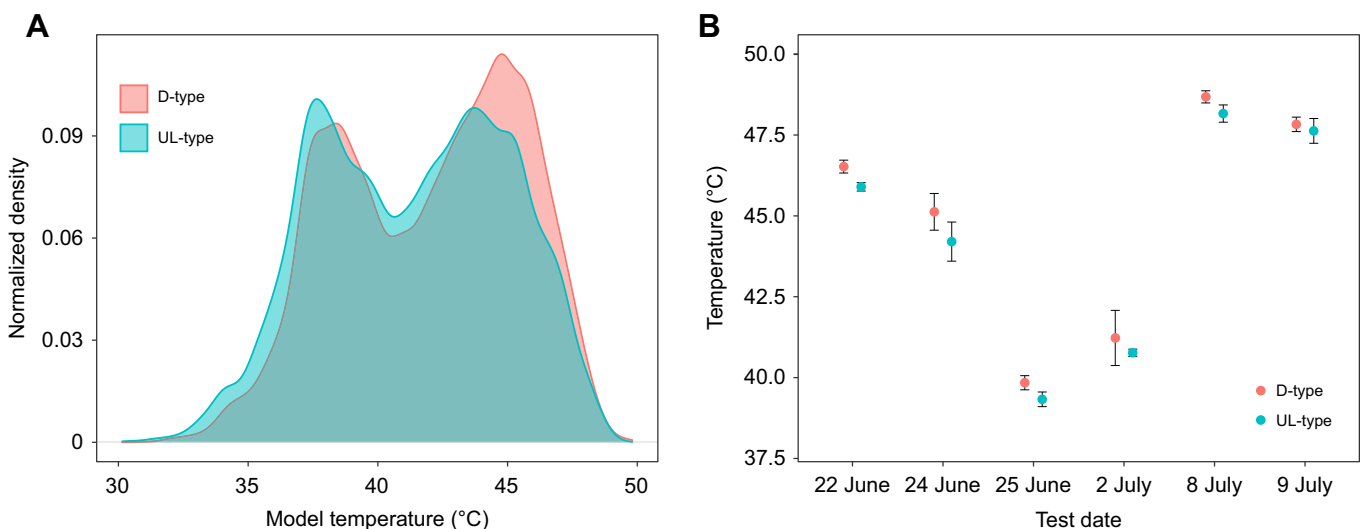 A
Normalized density
0.09
0.06
0.03
0
D-type
UL-type
30 35 40 45 50
Model temperature (°C)
B
Temperature (°C)
50.0
47.5
45.0
42.5
40.0
37.5
D-type
UL-type
22 June 24 June 25 June 2 July 8 July 9 July
Test date